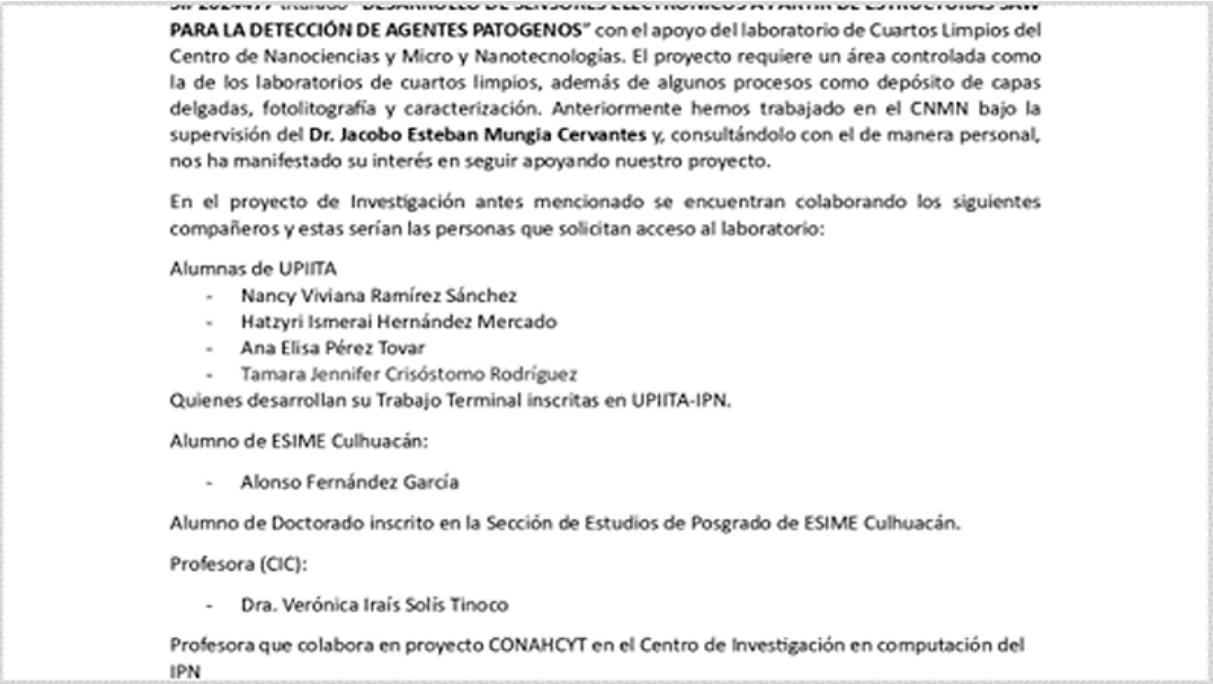 PARA LA DETECCIÓN DE AGENTES PATOGENOS" con el apoyo del laboratorio de Cuartos Limpios del
Centro de Nanociencias y Micro y Nanotecnologías. El proyecto requiere un área controlada como
la de los laboratorios de cuartos limpios, además de algunos procesos como depósito de capas
delgadas, fotolitografía y caracterización. Anteriormente hemos trabajado en el CNMN bajo la
supervisión del Dr. Jacobo Esteban Mungia Cervantes y, consultándolo con el de manera personal,
nos ha manifestado su interés en seguir apoyando nuestro proyecto.
En el proyecto de Investigación antes mencionado se encuentran colaborando los siguientes
compañeros y estas serían las personas que solicitan acceso al laboratorio:
Alumnas de UPIITA
- Nancy Viviana Ramírez Sánchez
- Hatzyri Ismerai Hernández Mercado
- Ana Elisa Pérez Tovar
- Tamara Jennifer Crisóstomo Rodríguez
Quienes desarrollan su Trabajo Terminal inscritas en UPIITA-IPN.
Alumno de ESIME Culhuacán:
- Alonso Fernández García
Alumno de Doctorado inscrito en la Sección de Estudios de Posgrado de ESIME Culhuacán.
Profesora (CIC):
- Dra. Verónica Iraís Solís Tinoco
Profesora que colabora en proyecto CONAHCYT en el Centro de Investigación en computación del
IPN